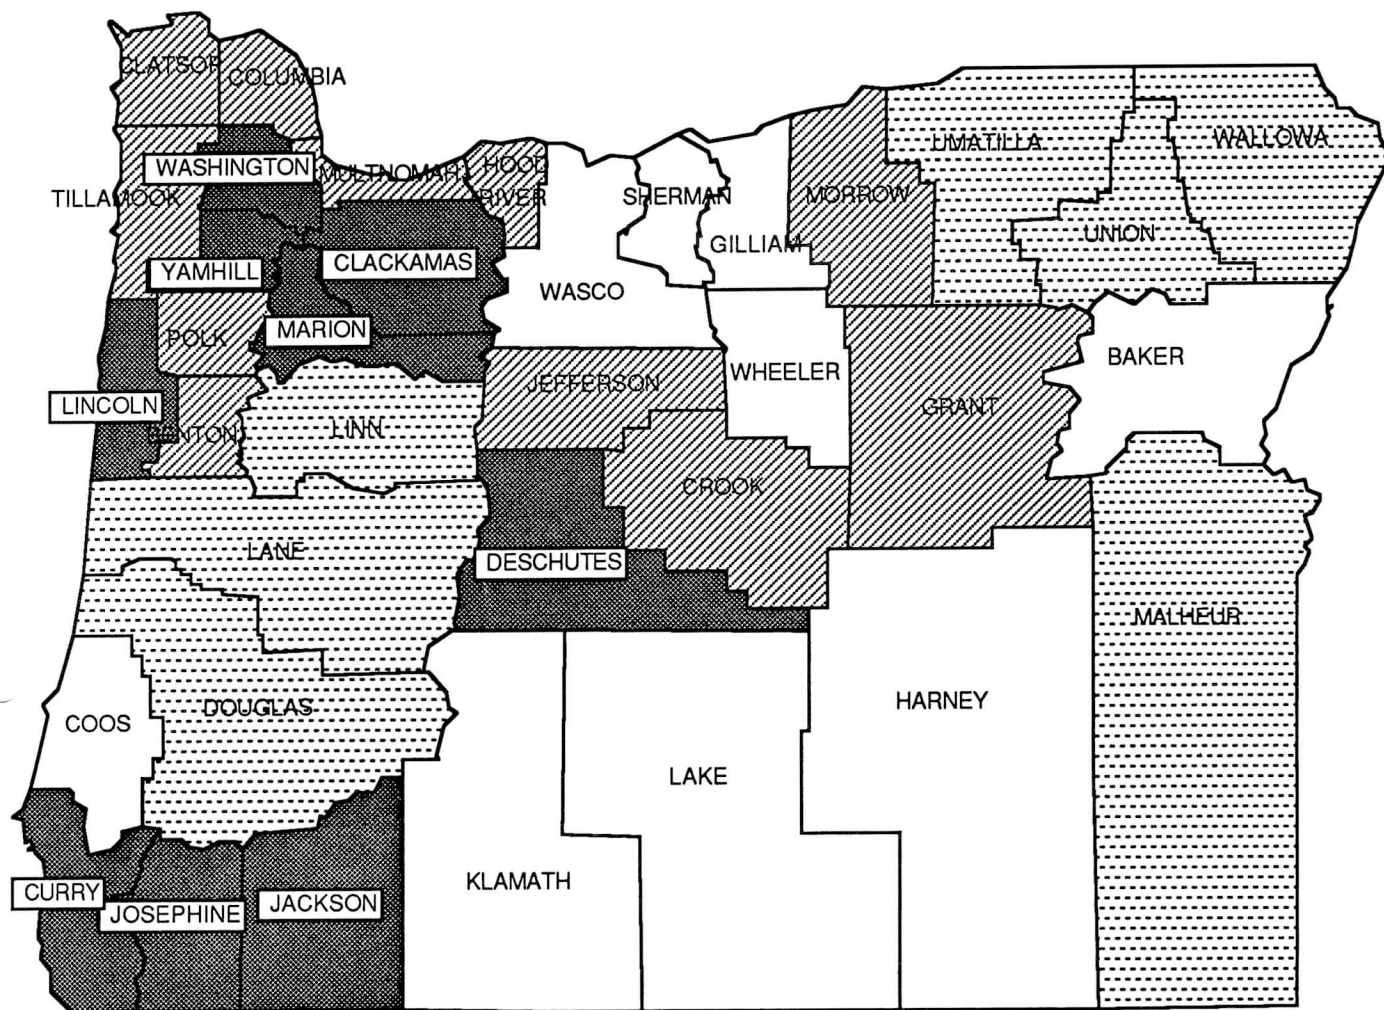 CLATSOP
COLUMBIA
WASHINGTON
MULTNOMAH
HOOD
RIVER
TILLAMOOK
SHERMAN
MORROW
UMATILLA
WALLOWA
GILLIAM
UNION
YAMHILL
CLACKAMAS
WASCO
POLK
MARION
WHEELER
BAKER
JEFFERSON
LINCOLN
BENTON
LINN
GRANT
CROOK
LANE
DESCHUTES
MALHEUR
COOS
DOUGLAS
HARNEY
LAKE
KLAMATH
CURRY
JOSEPHINE
JACKSON